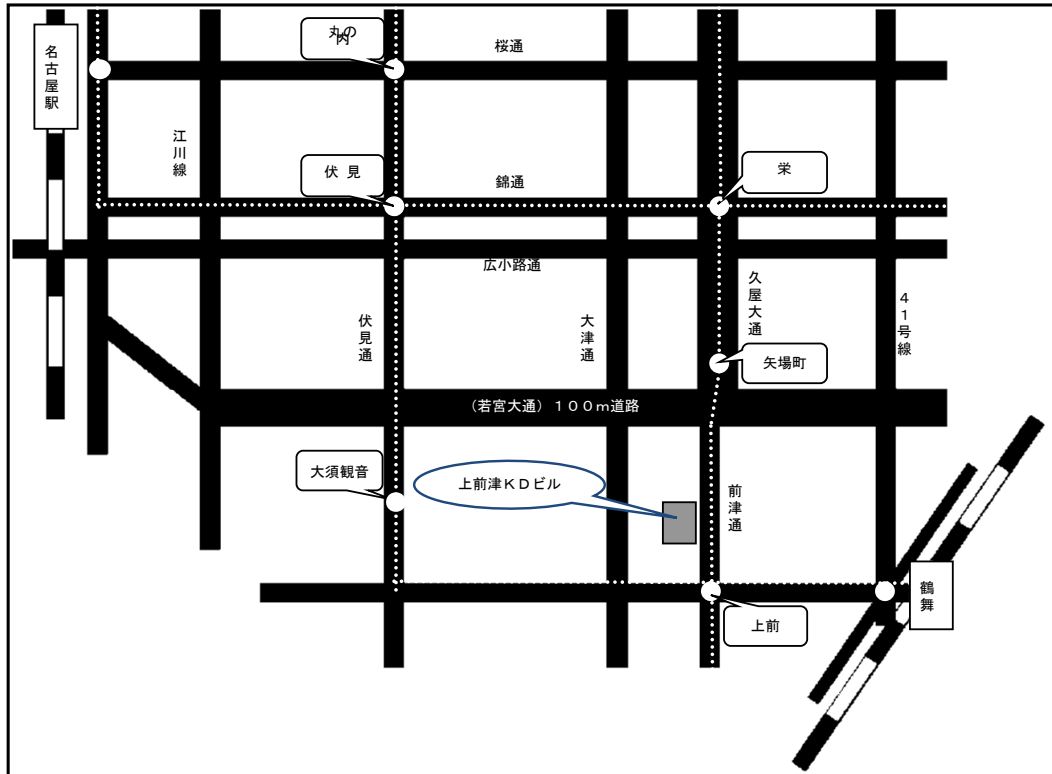 丸の
内
桜通
名古屋駅
江川線
伏 見
錦通
栄
広小路通
伏見通
大津通
久屋大通
４１号線
矢場町
（若宮大通）１００ｍ道路
大須観音
上前津ＫＤビル
前津通
鶴舞
上前